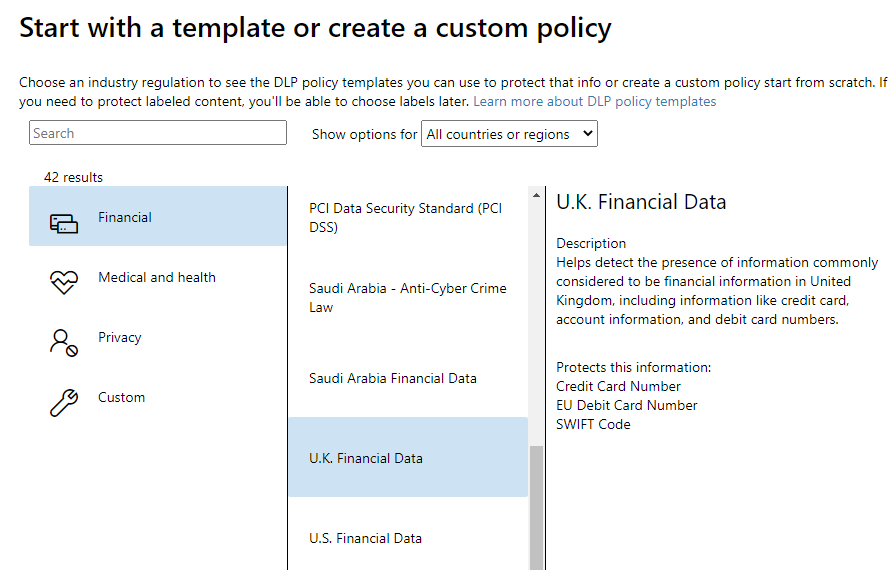 Start with a template or create a custom policy
Choose an industry regulation to see the DLP policy templates you can use to protect that info or create a custom policy start from scratch. If
you need to protect labeled content, you'll be able to choose labels later. Learn more about DLP policy templates
Search
Show options for
All countries or regions
42 results
Financial
Medical and health
Privacy
Custom
PCI Data Security Standard (PCI
DSS)
Saudi Arabia - Anti-Cyber Crime
Law
Saudi Arabia Financial Data
U.K. Financial Data
U.S. Financial Data
U.K. Financial Data
Description
Helps detect the presence of information commonly
considered to be financial information in United
Kingdom, including information like credit card,
account information, and debit card numbers.
Protects this information:
Credit Card Number
EU Debit Card Number
SWIFT Code